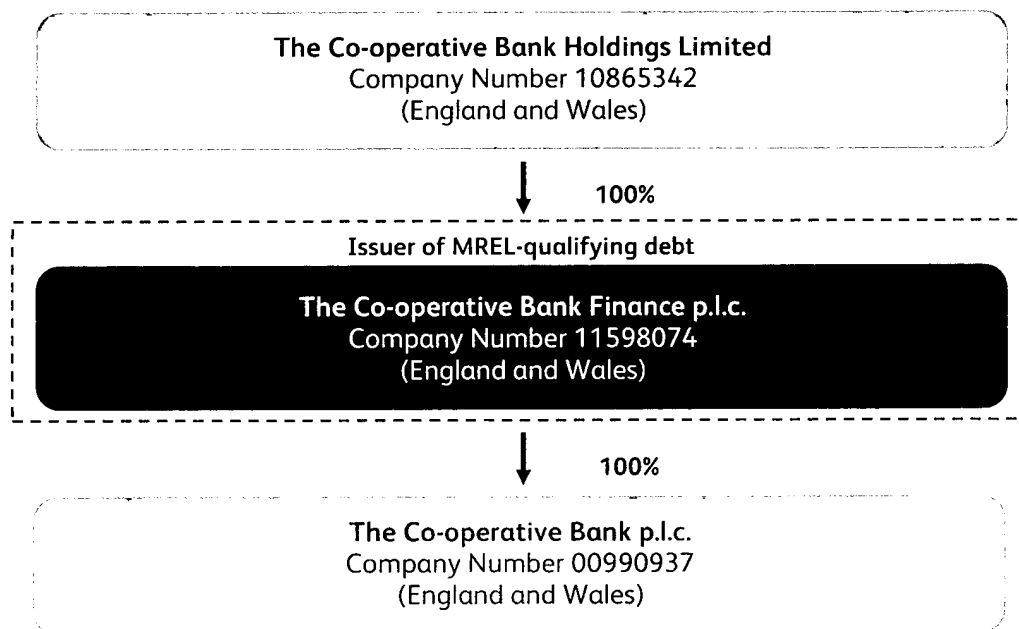 The Co-operative Bank Holdings Limited
Company Number 10865342
(England and Wales)
100%
Issuer of MREL-qualifying debt
The Co-operative Bank Finance p.l.c.
Company Number 11598074
(England and Wales)
100%
The Co-operative Bank p.l.c.
Company Number 00990937
(England and Wales)